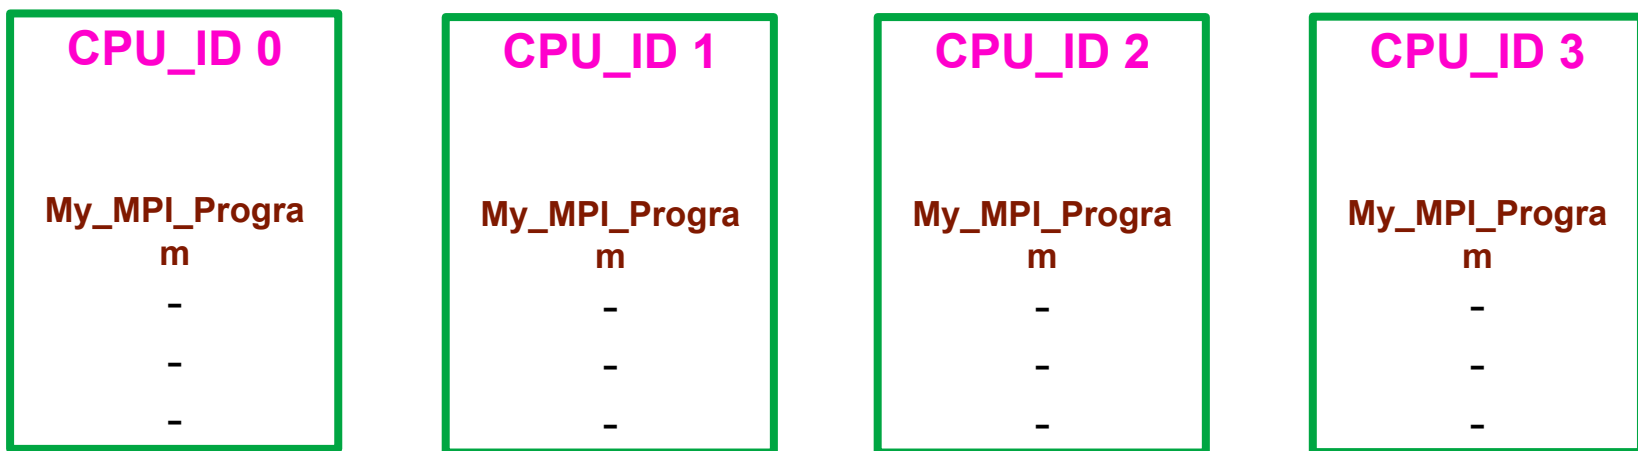 CPU_ID 0
My_MPI_Progra
m
-
-
-
CPU_ID 1
My_MPI_Progra
m
-
-
-
CPU_ID 2
My_MPI_Progra
m
-
-
-
CPU_ID 3
My_MPI_Progra
m
-
-
-